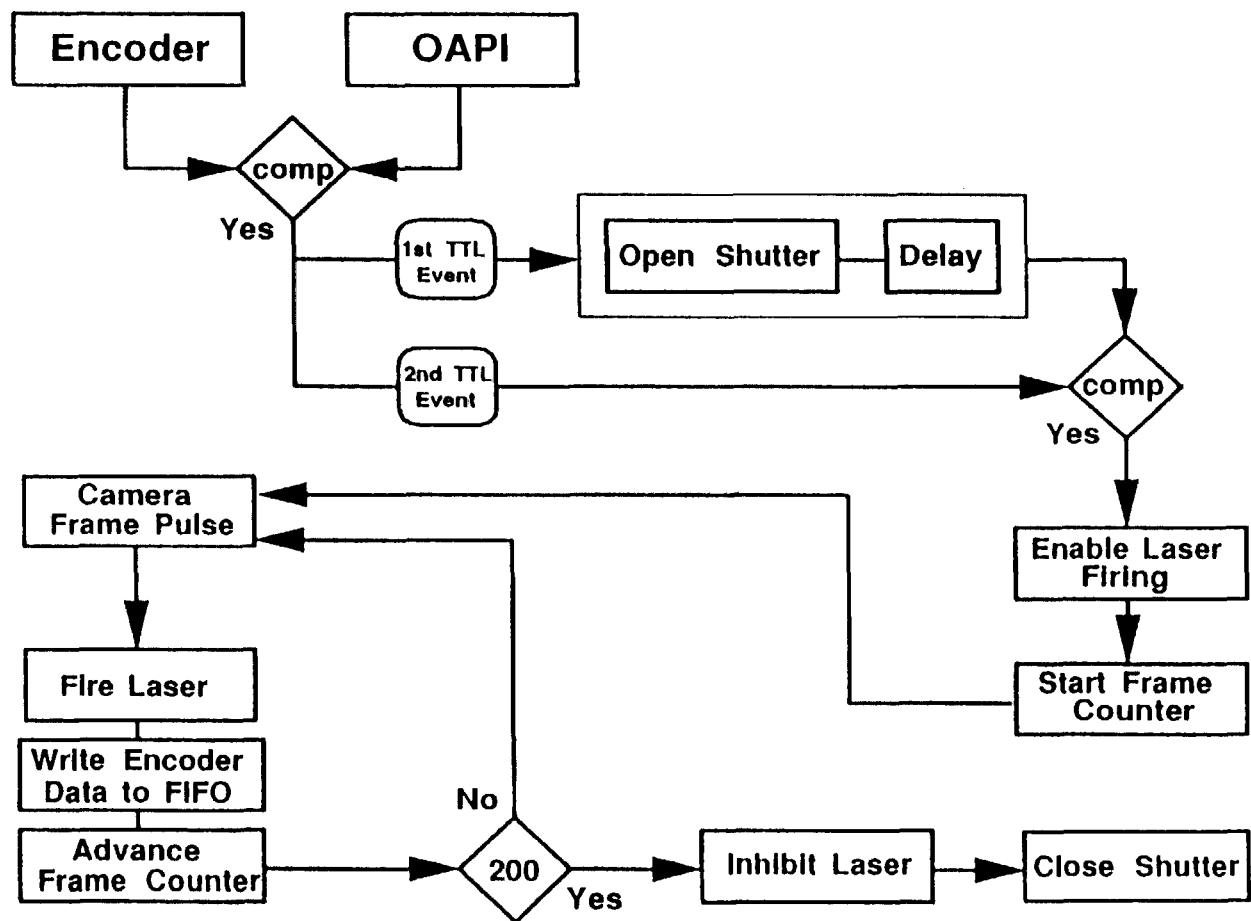 Encoder
OAPI
comp
Yes
1st TTL
Event
Open Shutter
Delay
2nd TTL
Event
comp
Yes
Camera
Frame Pulse
Enable Laser
Firing
Fire Laser
Start Frame
Counter
Write Encoder
Data to FIFO
No
Advance
Frame Counter
200
Yes
Inhibit Laser
Close Shutter